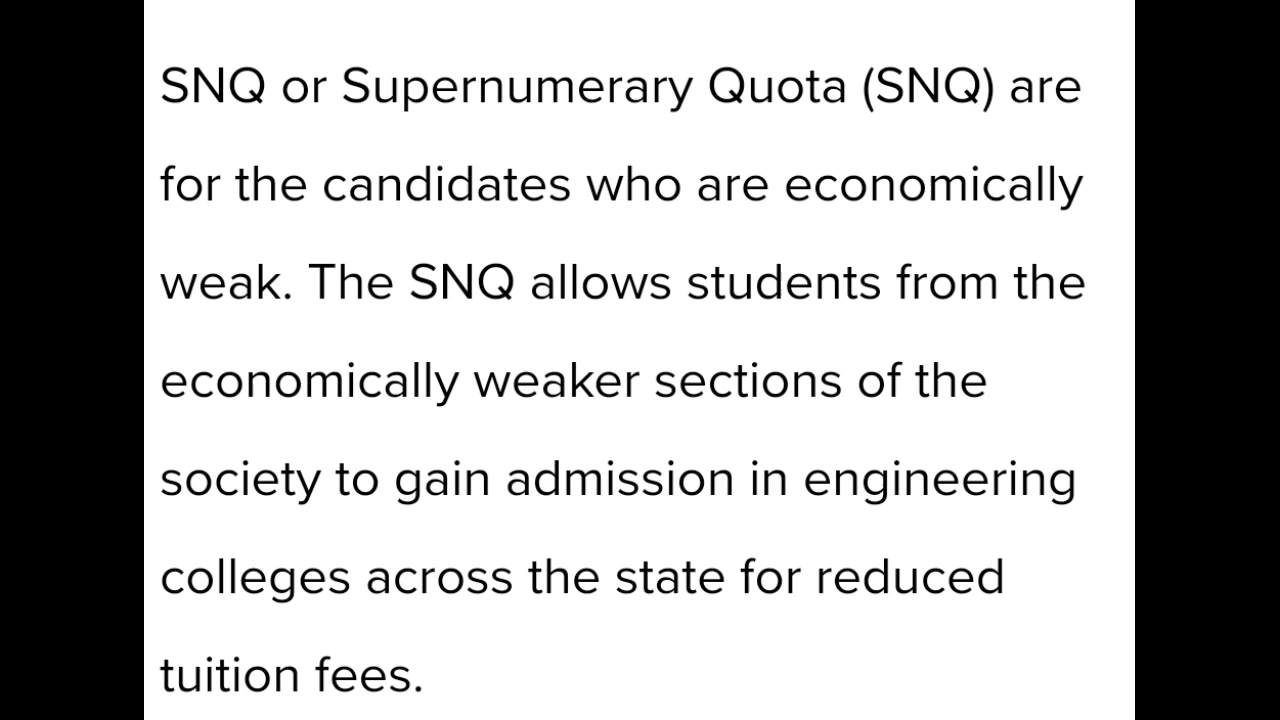 SNQ or Supernumerary Quota (SNQ) are
for the candidates who are economically
weak. The SNQ allows students from the
economically weaker sections of the
society to gain admission in engineering
colleges across the state for reduced
tuition fees.